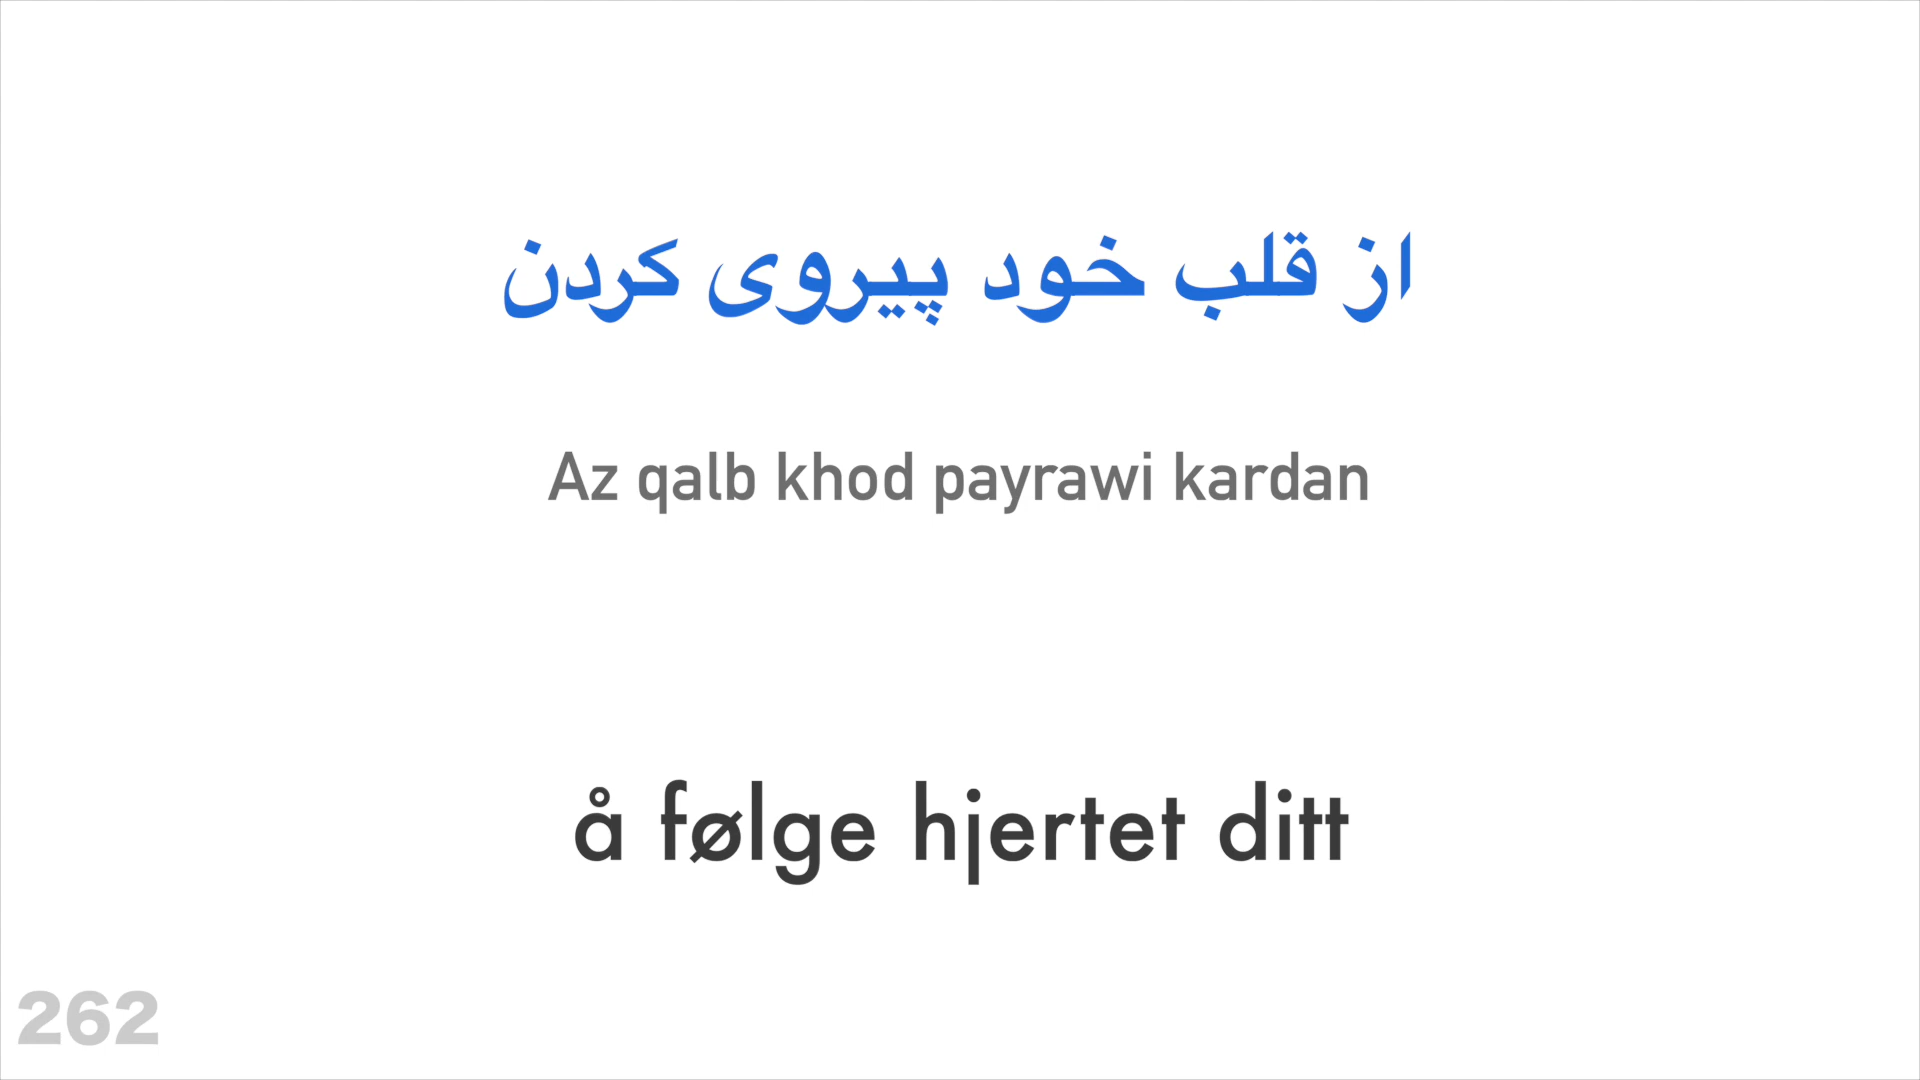 از قلب خود پیروی کردن
Az qalb khod payrawi kardan
å følge hjertet ditt
262